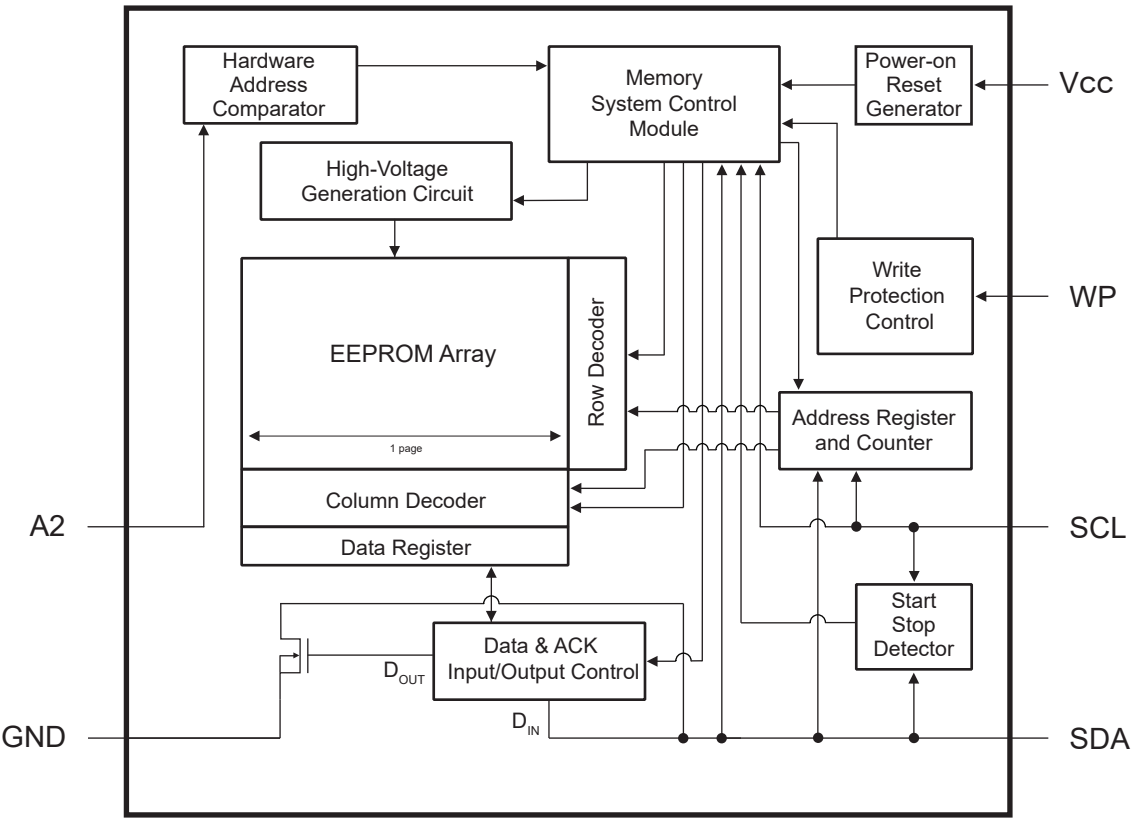 Hardware
Address
Comparator
Memory
System Control
Module
Power-on
Reset
Generator
Vcc
High-Voltage
Generation Circuit
Write
Protection
Control
WP
EEPROM Array
Row Decoder
1 page
Address Register
and Counter
Column Decoder
A2
SCL
Data Register
Start
Stop
Detector
Data & ACK
Input/Output Control
DOUT
DIN
GND
SDA